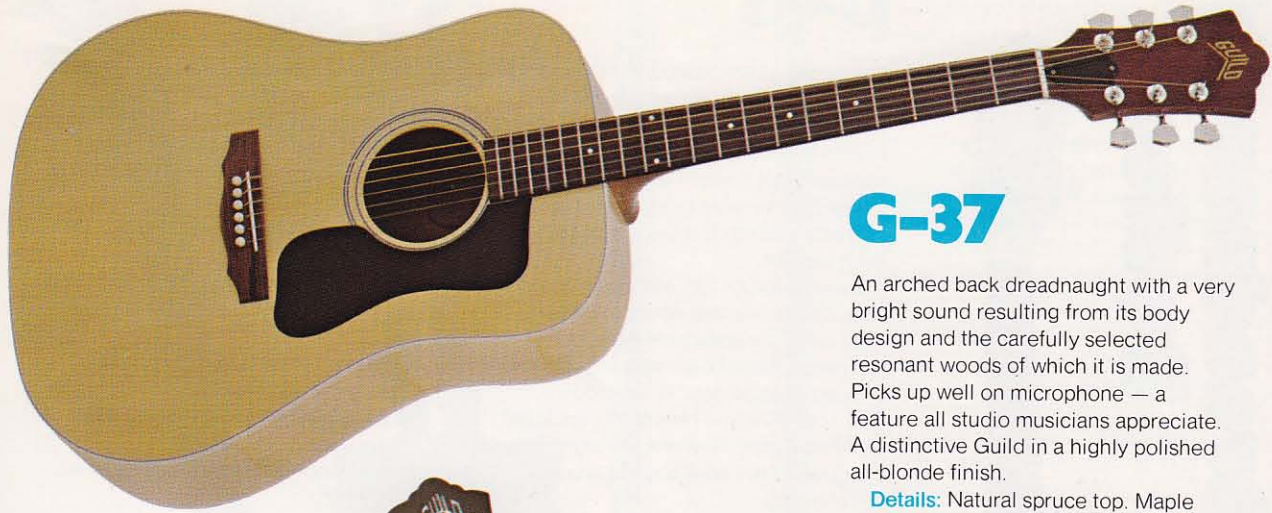 GUILD
G-37
An arched back dreadnaught with a very
bright sound resulting from its body
design and the carefully selected
resonant woods of which it is made.
Picks up well on microphone — a
feature all studio musicians appreciate.
A distinctive Guild in a highly polished
all-blonde finish.
Details: Natural spruce top. Maple
GUILD